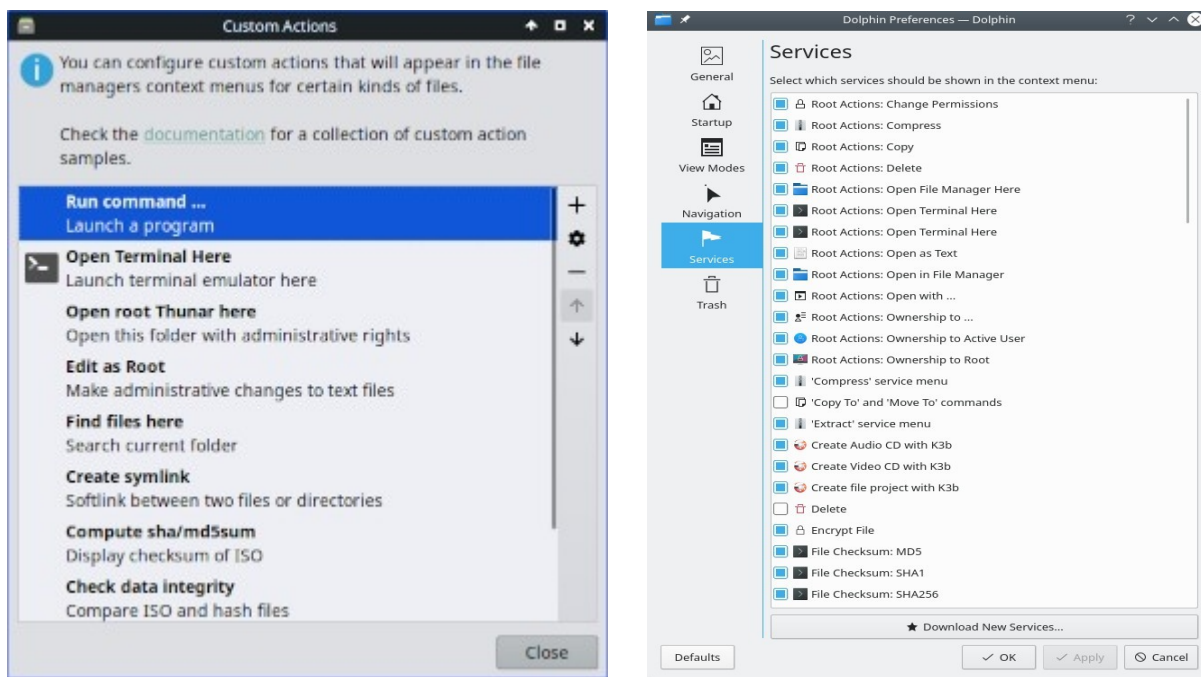 Custom Actions
You can configure custom actions that will appear in the file
managers context menus for certain kinds of files.
Check the documentation for a collection of custom action
samples.
Run command ...
Launch a program
Open Terminal Here
Launch terminal emulator here
Open root Thunar here
Open this folder with administrative rights
Edit as Root
Make administrative changes to text files
Find files here
Search current folder
Create symlink
Softlink between two files or directories
Compute sha/md5sum
Display checksum of ISO
Check data integrity
Compare ISO and hash files
Close
Dolphin Preferences — Dolphin
General
Startup
View Modes
Navigation
Services
Trash
Services
Select which services should be shown in the context menu:
Root Actions: Change Permissions
Root Actions: Compress
Root Actions: Copy
Root Actions: Delete
Root Actions: Open File Manager Here
Root Actions: Open Terminal Here
Root Actions: Open Terminal Here
Root Actions: Open as Text
Root Actions: Open in File Manager
Root Actions: Open with ...
Root Actions: Ownership to ...
Root Actions: Ownership to Active User
Root Actions: Ownership to Root
'Compress' service menu
'Copy To' and 'Move To' commands
'Extract' service menu
Create Audio CD with K3b
Create Video CD with K3b
Create file project with K3b
Delete
Encrypt File
File Checksum: MD5
File Checksum: SHA1
File Checksum: SHA256
Download New Services...
Defaults
OK
Apply
Cancel